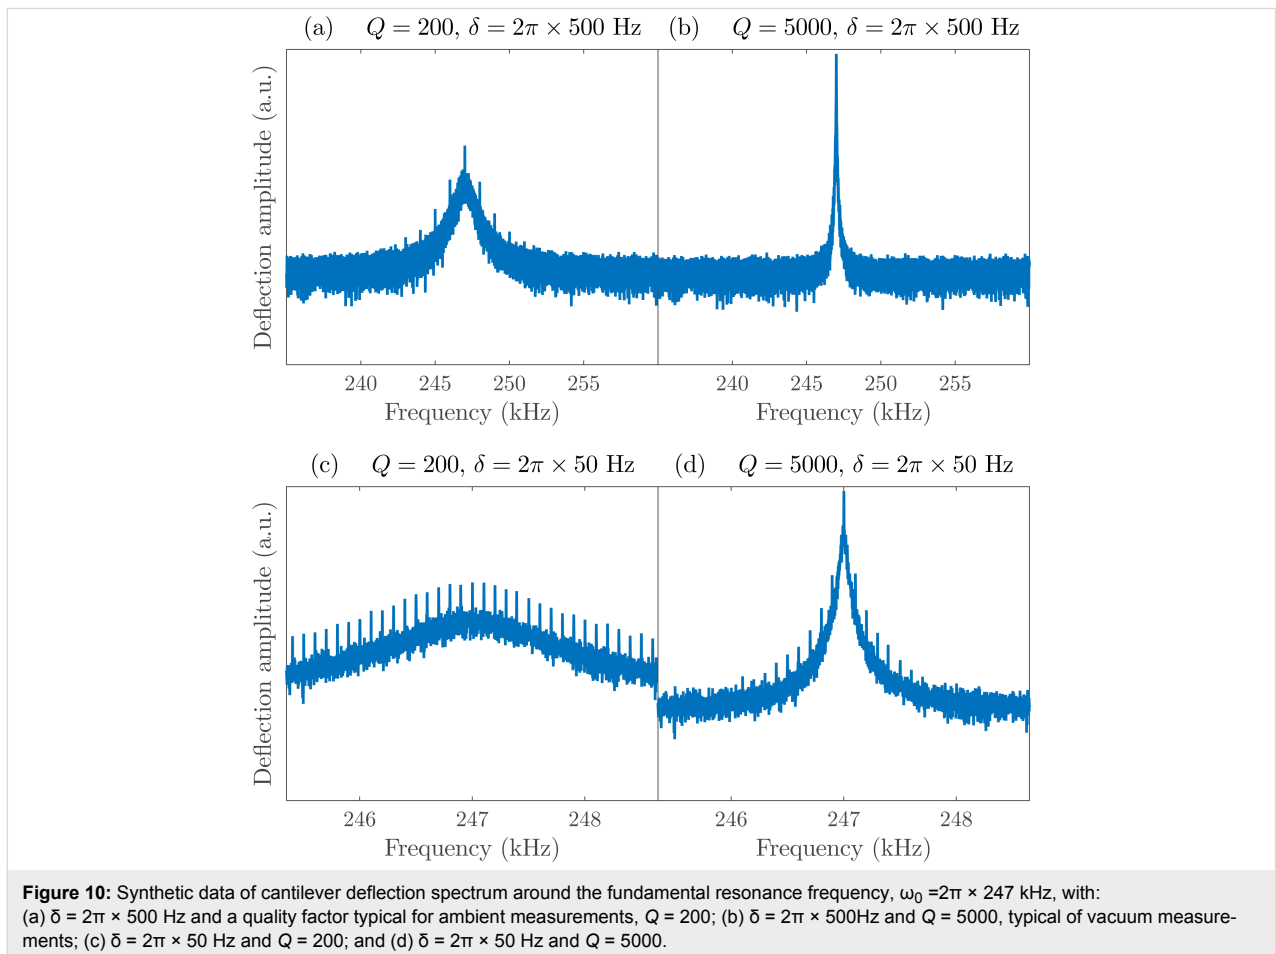 (a) Q = 200, δ = 2π × 500 Hz (b) Q = 5000, δ = 2π × 500 Hz
Deflection amplitude (a.u.)
240 245 250 255 240 245 250 255
Frequency (kHz) Frequency (kHz)
(c) Q = 200, δ = 2π × 50 Hz (d) Q = 5000, δ = 2π × 50 Hz
Deflection amplitude (a.u.)
246 247 248 246 247 248
Frequency (kHz) Frequency (kHz)
Figure 10: Synthetic data of cantilever deflection spectrum around the fundamental resonance frequency, ω₀ =2π × 247 kHz, with:
(a) δ = 2π × 500 Hz and a quality factor typical for ambient measurements, Q = 200; (b) δ = 2π × 500Hz and Q = 5000, typical of vacuum measure-
ments; (c) δ = 2π × 50 Hz and Q = 200; and (d) δ = 2π × 50 Hz and Q = 5000.